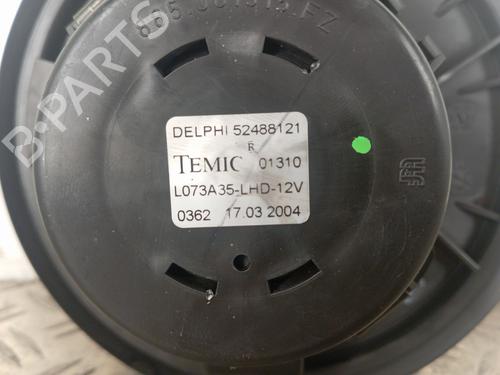 DELPHI 52488121
R
TEMIC 01310
L073A35-LHD-12V
0362 17.03 2004
B-PARTS